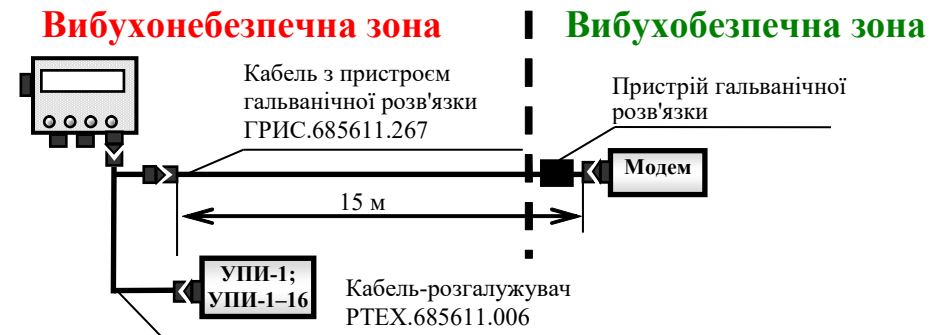 Вибухонебезпечна зона
Вибухобезпечна зона
Кабель з пристроєм
гальванічної розв'язки
ГРИС.685611.267
Пристрій гальванічної
розв'язки
Модем
15 м
УПИ-1;
УПИ-1–16
Кабель-розгалужувач
РТЕХ.685611.006